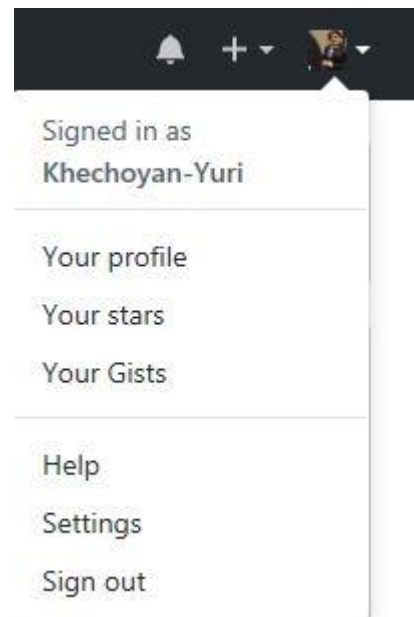 Signed in as
Khechoyan-Yuri
Your profile
Your stars
Your Gists
Help
Settings
Sign out